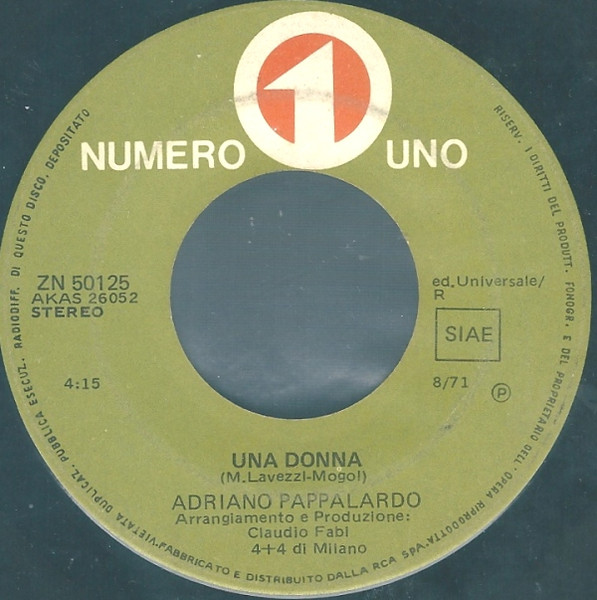 1
NUMERO UNO
ZN 50125
AKAS 26052
STEREO
4:15
ed.Universale/
R
SIAE
8/71 P
UNA DONNA
(M.Lavezzi-Mogol)
ADRIANO PAPPALARDO
Arrangiamento e Produzione:
Claudio Fabi
4+4 di Milano
RISERV. I DIRITTI DEL PRODUTT. FONOGR. E DEL PROPRIETARIO DELL'OPERA RIPRODOTTA-VIETATA DUPLICAZ. PUBBLICA ESECUZ. RADIODIFF. DI QUESTO DISCO. DEPOSITATO
FABBRICATO E DISTRIBUITO DALLA RCA SPA.